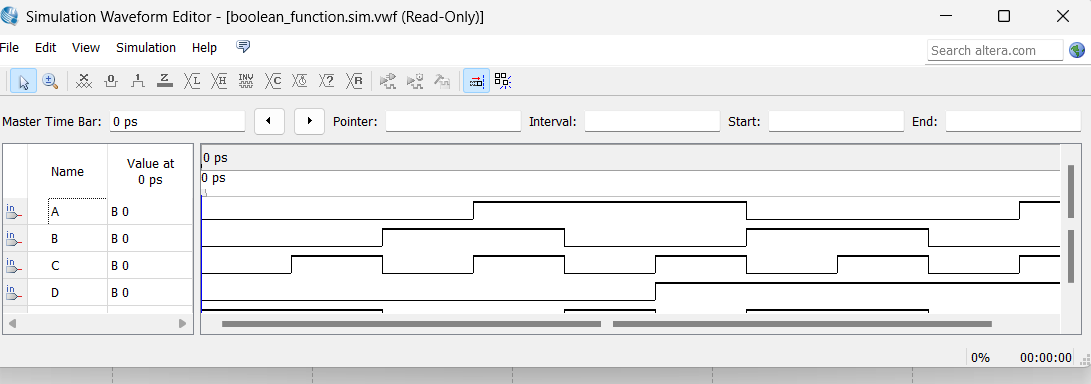 Simulation Waveform Editor - [boolean_function.sim.vwf (Read-Only)]
File Edit View Simulation Help
Search altera.com
INV
Master Time Bar: 0 ps Pointer: Interval: Start: End:
Name Value at 0 ps
0 ps
0 ps
in A B 0
in B B 0
in C B 0
in D B 0
0% 00:00:00